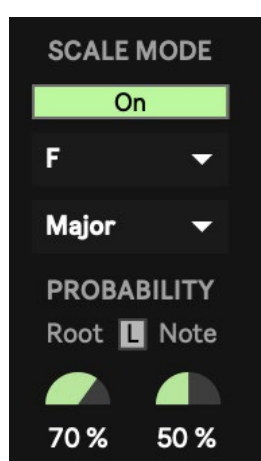 SCALE MODE
On
F
Major
PROBABILITY
Root L Note
70 % 50 %